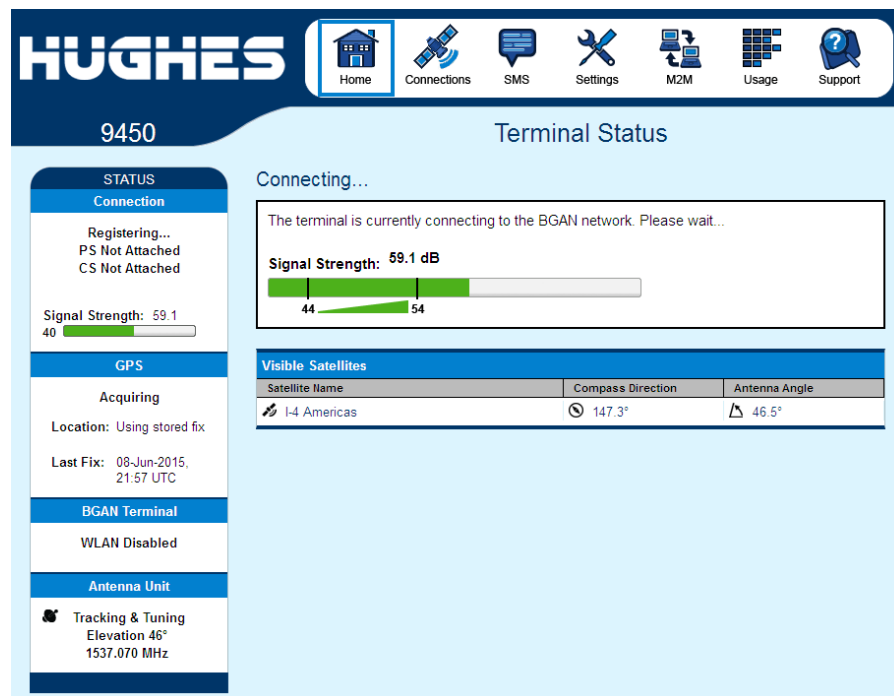 HUGHES
Home
Connections
SMS
Settings
M2M
Usage
Support
9450
Terminal Status
STATUS
Connection
Registering...
PS Not Attached
CS Not Attached
Signal Strength: 59.1
40
GPS
Acquiring
Location: Using stored fix
Last Fix: 08-Jun-2015,
21:57 UTC
BGAN Terminal
WLAN Disabled
Antenna Unit
Tracking & Tuning
Elevation 46°
1537.070 MHz
Connecting...
The terminal is currently connecting to the BGAN network. Please wait...
Signal Strength: 59.1 dB
44 54
Visible Satellites
Satellite Name Compass Direction Antenna Angle
I-4 Americas 147.3° 46.5°